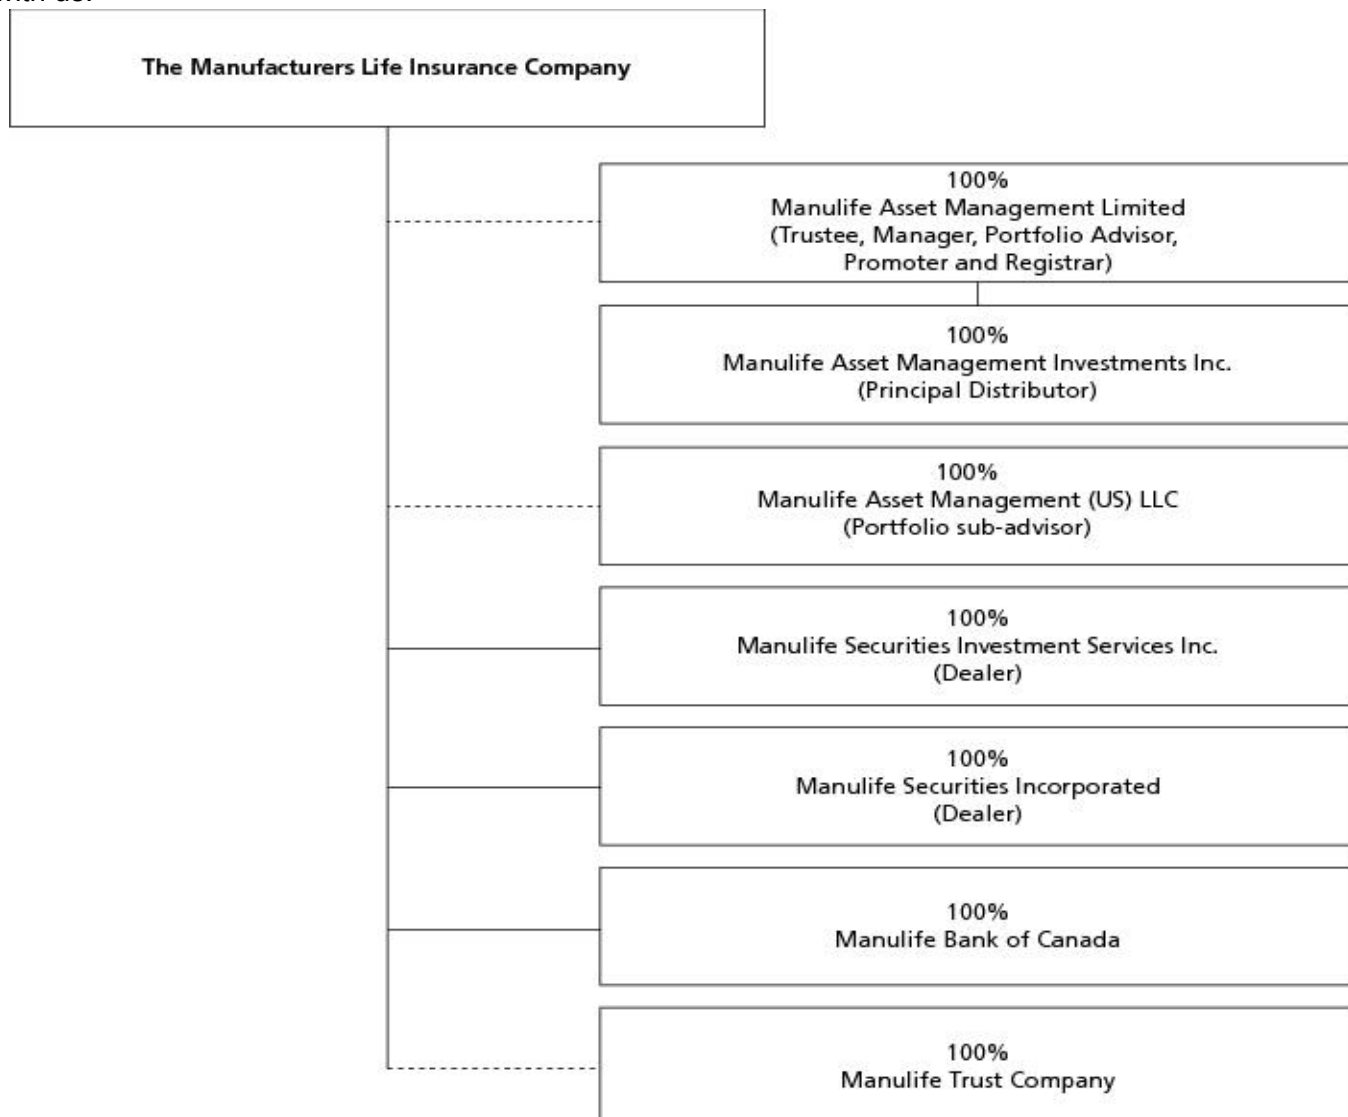 with us.
The Manufacturers Life Insurance Company
100%
Manulife Asset Management Limited
(Trustee, Manager, Portfolio Advisor,
Promoter and Registrar)
100%
Manulife Asset Management Investments Inc.
(Principal Distributor)
100%
Manulife Asset Management (US) LLC
(Portfolio sub-advisor)
100%
Manulife Securities Investment Services Inc.
(Dealer)
100%
Manulife Securities Incorporated
(Dealer)
100%
Manulife Bank of Canada
100%
Manulife Trust Company